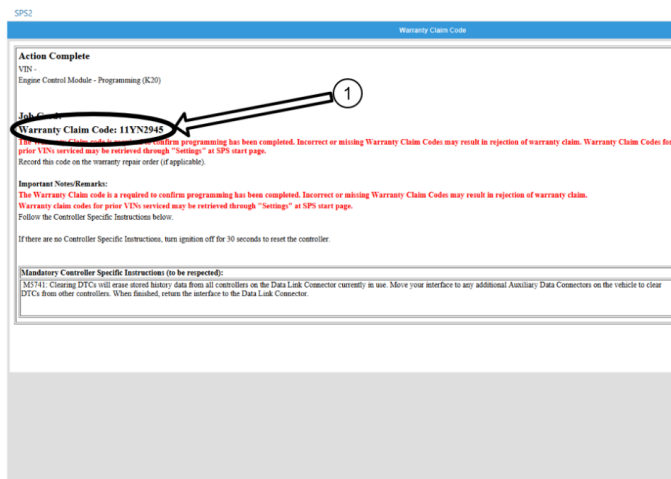 SPS2
Warranty Claim Code
Action Complete
VIN -
Engine Control Module - Programming (K20)
1
Job Card:
Warranty Claim Code: 11YN2945
The Warranty Claim code is required to confirm programming has been completed. Incorrect or missing Warranty Claim Codes may result in rejection of warranty claim. Warranty Claim Codes for
prior VINs serviced may be retrieved through "Settings" at SPS start page.
Record this code on the warranty repair order (if applicable).
Important Notes/Remarks:
The Warranty Claim Code is a required to confirm programming has been completed. Incorrect or missing Warranty Claim Codes may result in rejection of warranty claim.
Warranty claim codes for prior VINs serviced may be retrieved through "Settings" at SPS start page.
Follow the Controller Specific Instructions below.
If there are no Controller Specific Instructions, turn ignition off for 30 seconds to reset the controller.
Mandatory Controller Specific Instructions (to be respected):
M5741: Clearing DTCs will erase stored history data from all controllers on the Data Link Connector currently in use. Move your interface to any additional Auxiliary Data Connectors on the vehicle to clear
DTCs from other controllers. When finished, return the interface to the Data Link Connector.